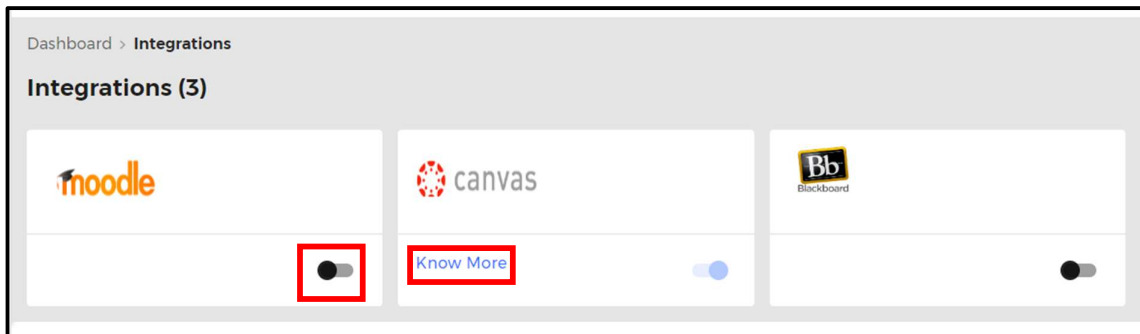 Dashboard > Integrations
Integrations (3)
moodle
canvas
Bb
Blackboard
Know More